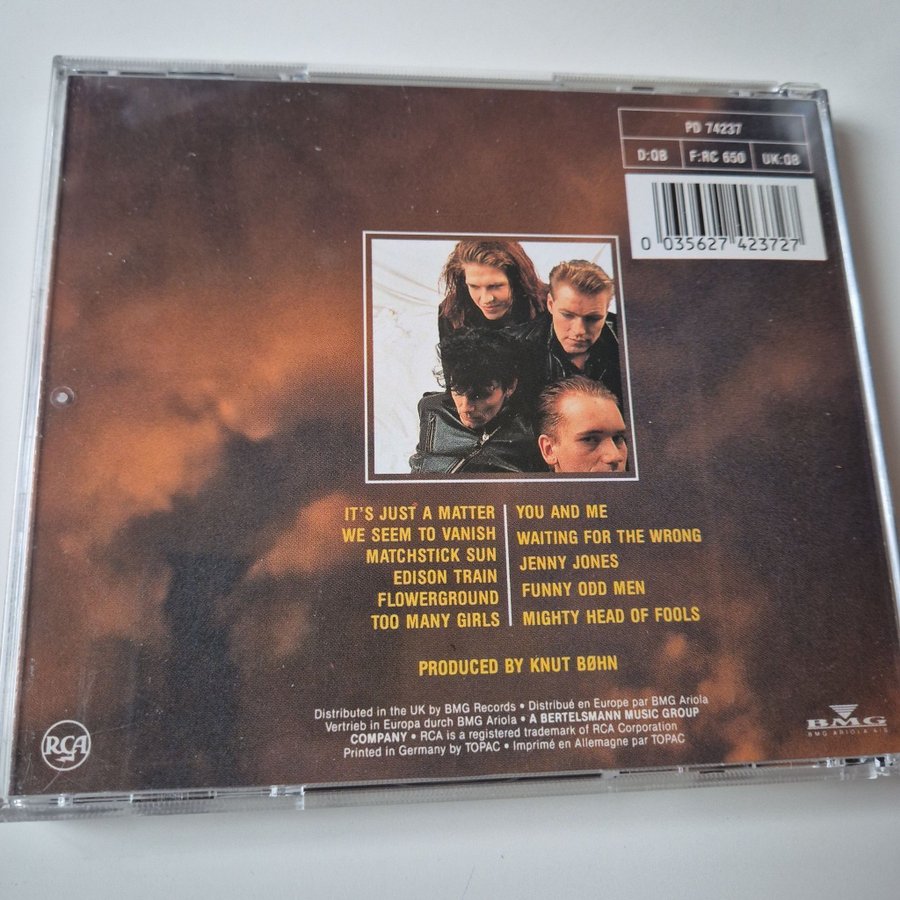 PD 74237
D:QB F:RC 650 UK:QB
0 035627 423727
IT'S JUST A MATTER
WE SEEM TO VANISH
MATCHSTICK SUN
EDISON TRAIN
FLOWERGROUND
TOO MANY GIRLS
YOU AND ME
WAITING FOR THE WRONG
JENNY JONES
FUNNY ODD MEN
MIGHTY HEAD OF FOOLS
PRODUCED BY KNUT BØHN
Distributed in the UK by BMG Records • Distribué en Europe par BMG Ariola
Vertrieb in Europa durch BMG Ariola • A BERTELSMANN MUSIC GROUP
COMPANY • RCA is a registered trademark of RCA Corporation
Printed in Germany by TOPAC • Imprimé en Allemagne par TOPAC
RCA
BMG
BMG ARIOLA A/S